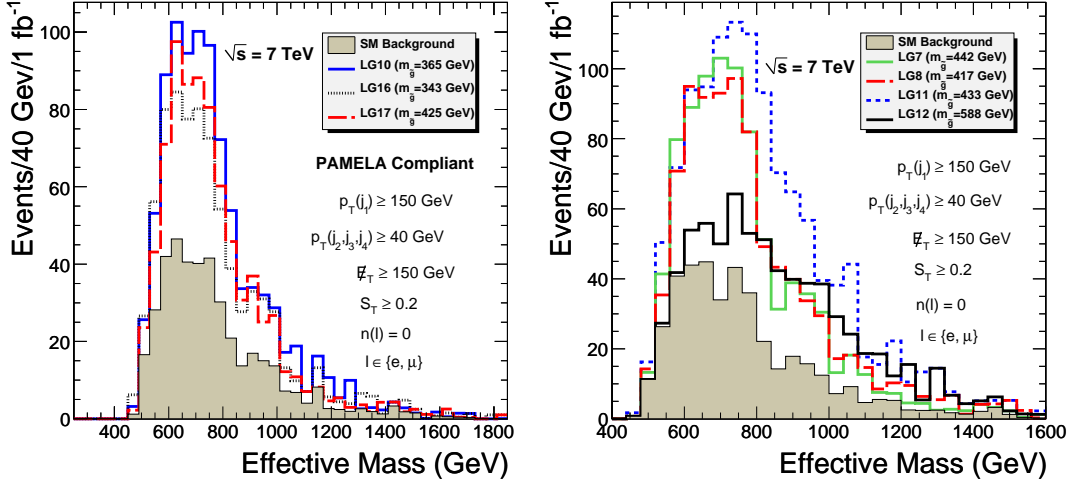 Events/40 GeV/1 fb⁻¹
100
80
60
40
20
0
400 600 800 1000 1200 1400 1600 1800
Effective Mass (GeV)
√s = 7 TeV
SM Background
LG10 (m_g̃=365 GeV)
LG16 (m_g̃=343 GeV)
LG17 (m_g̃=425 GeV)
PAMELA Compliant
p_T(j_1) ≥ 150 GeV
p_T(j_2,j_3,j_4) ≥ 40 GeV
E̸_T ≥ 150 GeV
S_T ≥ 0.2
n(l) = 0
l ∈ {e, μ}
Events/40 GeV/1 fb⁻¹
100
80
60
40
20
0
400 600 800 1000 1200 1400 1600
Effective Mass (GeV)
√s = 7 TeV
SM Background
LG7 (m_g̃=442 GeV)
LG8 (m_g̃=417 GeV)
LG11 (m_g̃=433 GeV)
LG12 (m_g̃=588 GeV)
p_T(j_1) ≥ 150 GeV
p_T(j_2,j_3,j_4) ≥ 40 GeV
E̸_T ≥ 150 GeV
S_T ≥ 0.2
n(l) = 0
l ∈ {e, μ}